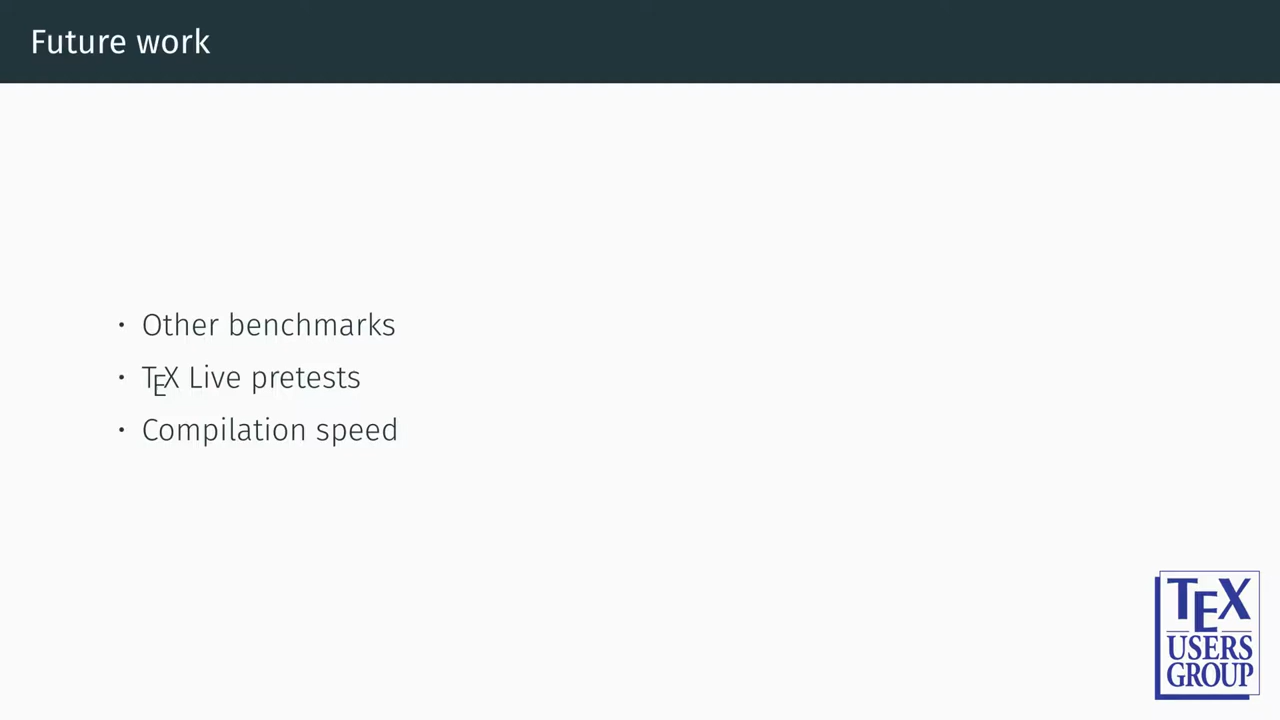 Future work
• Other benchmarks
• TEX Live pretests
• Compilation speed
TEX
USERS
GROUP